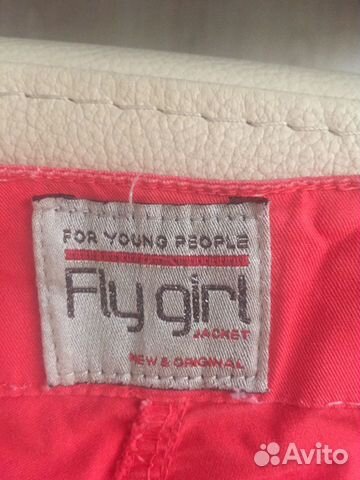 FOR YOUNG PEOPLE
Fly girl
JACKET
NEW & ORIGINAL
Avito